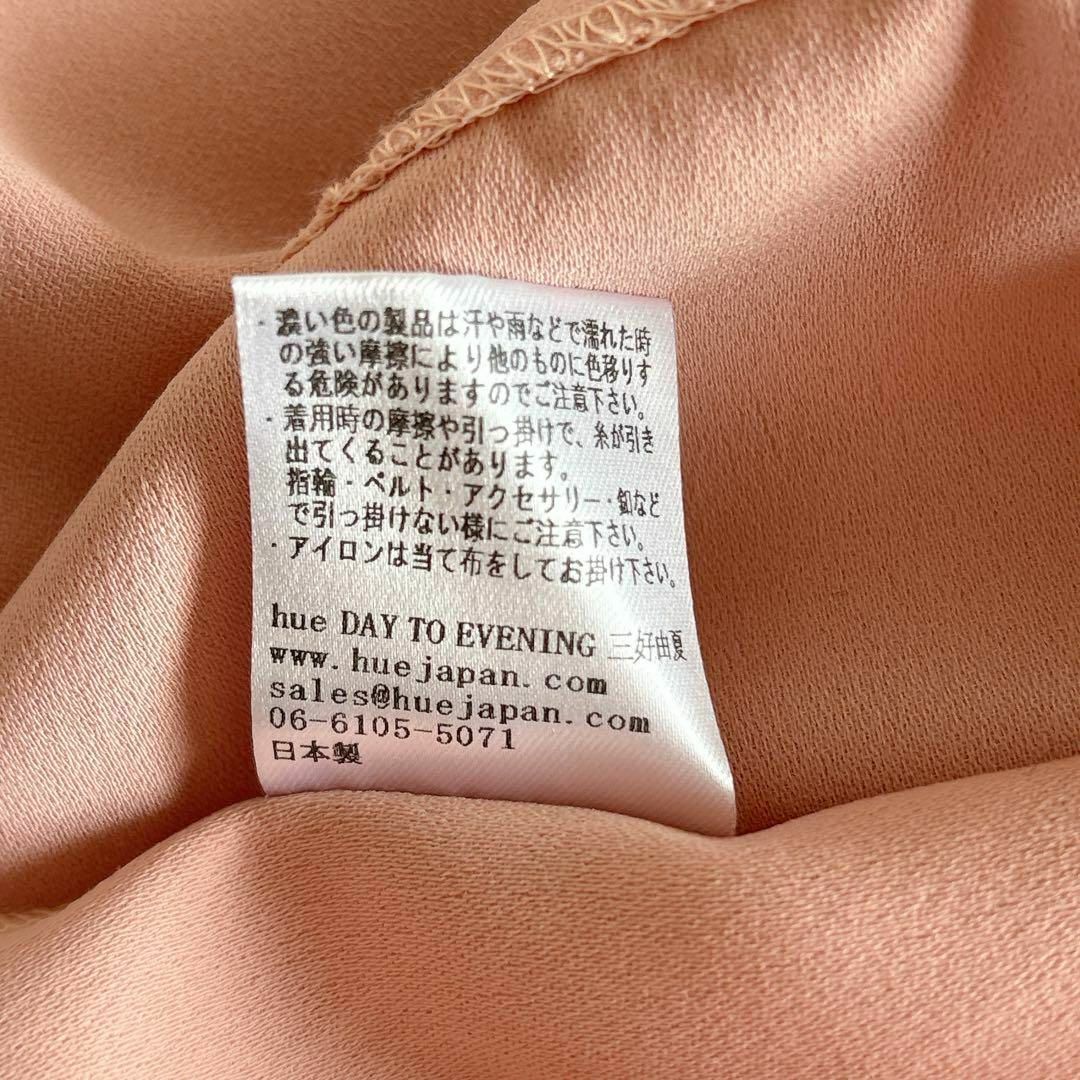 ・濃い色の製品は汗や雨などで濡れた時
の強い摩擦により他のものに色移りす
る危険がありますのでご注意下さい。
・着用時の摩擦や引っ掛けで、糸が引き
出てくることがあります。
指輪・ベルト・アクセサリー・釦など
で引っ掛けない様にご注意下さい。
・アイロンは当て布をしてお掛け下さい。
hue DAY TO EVENING 三好由夏
www.huejapan.com
sales@huejapan.com
06-6105-5071
日本製